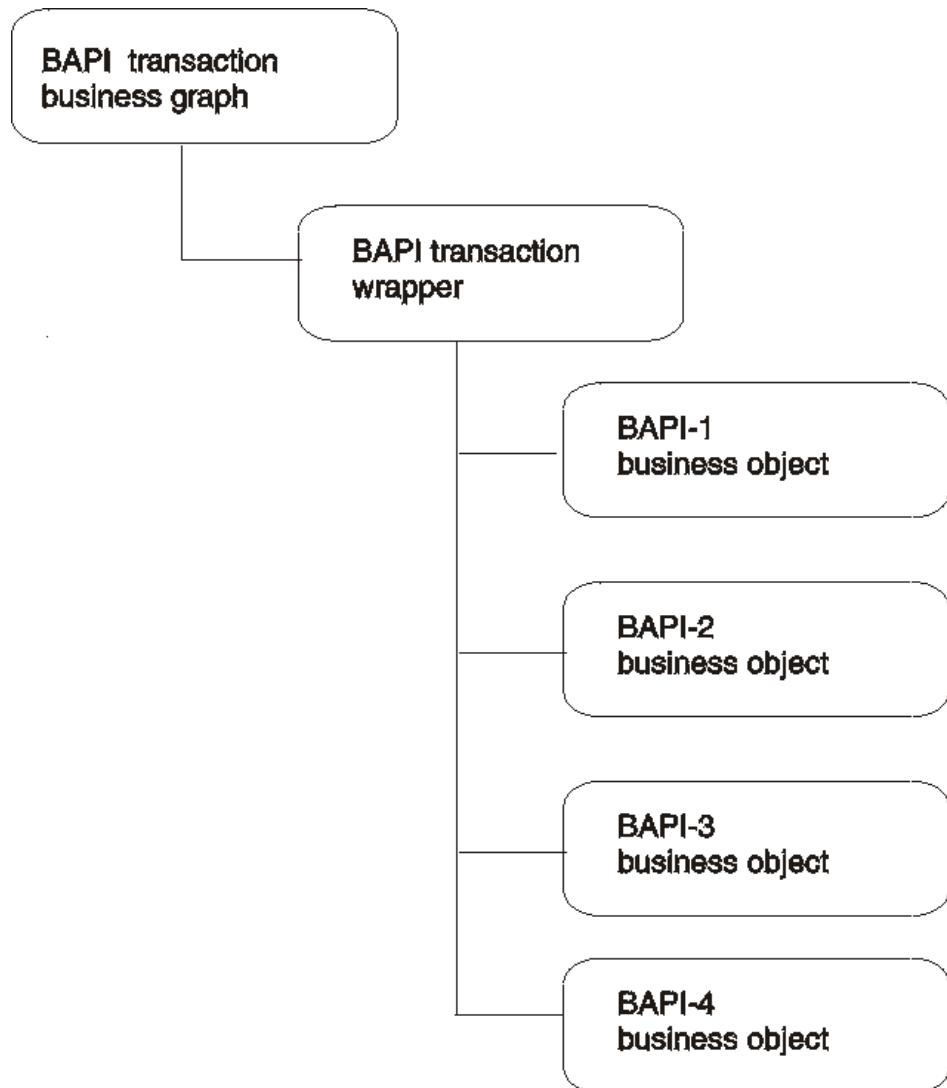 BAPI transaction
business graph
BAPI transaction
wrapper
BAPI-1
business object
BAPI-2
business object
BAPI-3
business object
BAPI-4
business object